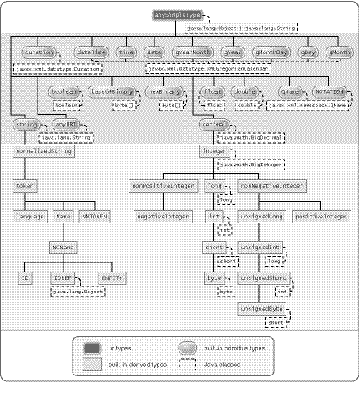 anySimpleType
java.lang.Object | java.lang.String
duration
dateTime
time
date
gYearMonth
gYear
gMonthDay
gDay
gMonth
javax.xml.datatype.Duration
javax.xml.datatype.XMLGregorianCalendar
boolean
base64Binary
hexBinary
float
double
QName
NOTATION
boolean
byte[]
byte[]
float
double
javax.xml.namespace.QName
string
anyURI
decimal
java.lang.String
java.math.BigDecimal
normalizedString
integer
java.math.BigInteger
token
nonPositiveInteger
long
nonNegativeInteger
long
language
Name
NMTOKEN
negativeInteger
int
unsignedLong
positiveInteger
int
NCName
short
unsignedInt
short
long
ID
IDREF
ENTITY
byte
unsignedShort
java.lang.Object
byte
int
unsignedByte
short
ur types
built-in primitive types
built-in derived types
Java classes